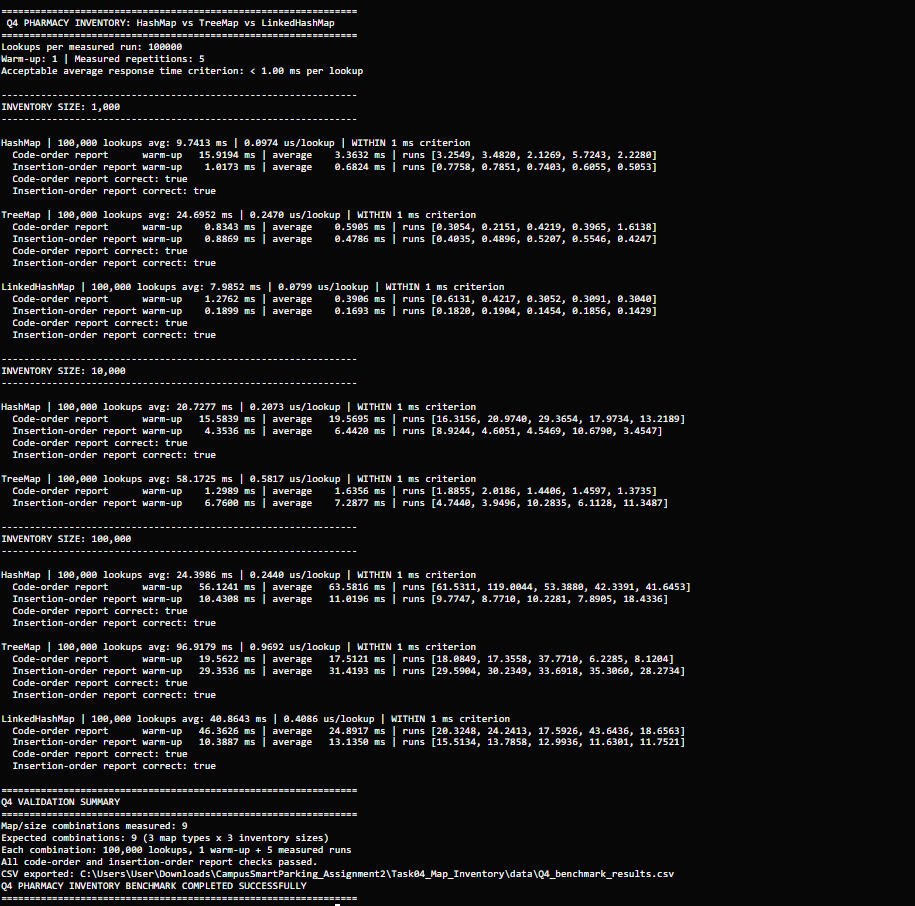 ================================================================
Q4 PHARMACY INVENTORY: HashMap vs TreeMap vs LinkedHashMap
================================================================
Lookups per measured run: 100000
Warm-up: 1 | Measured repetitions: 5
Acceptable average response time criterion: < 1.00 ms per lookup
----------------------------------------------------------------
INVENTORY SIZE: 1,000
----------------------------------------------------------------
HashMap | 100,000 lookups avg: 9.7413 ms | 0.0974 us/lookup | WITHIN 1 ms criterion
Code-order report      warm-up   15.9194 ms | average    3.3632 ms | runs [3.2549, 3.4820, 2.1269, 5.7243, 2.2280]
Insertion-order report warm-up    1.0173 ms | average    0.6824 ms | runs [0.7758, 0.7851, 0.7403, 0.6055, 0.5053]
Code-order report correct: true
Insertion-order report correct: true
TreeMap | 100,000 lookups avg: 24.6952 ms | 0.2470 us/lookup | WITHIN 1 ms criterion
Code-order report      warm-up    0.8343 ms | average    0.5905 ms | runs [0.3054, 0.2151, 0.4219, 0.3965, 1.6138]
Insertion-order report warm-up    0.8869 ms | average    0.4786 ms | runs [0.4035, 0.4896, 0.5207, 0.5546, 0.4247]
Code-order report correct: true
Insertion-order report correct: true
LinkedHashMap | 100,000 lookups avg: 7.9852 ms | 0.0799 us/lookup | WITHIN 1 ms criterion
Code-order report      warm-up    1.2762 ms | average    0.3906 ms | runs [0.6131, 0.4217, 0.3052, 0.3091, 0.3040]
Insertion-order report warm-up    0.1899 ms | average    0.1693 ms | runs [0.1820, 0.1904, 0.1454, 0.1856, 0.1429]
Code-order report correct: true
Insertion-order report correct: true
----------------------------------------------------------------
INVENTORY SIZE: 10,000
----------------------------------------------------------------
HashMap | 100,000 lookups avg: 20.7277 ms | 0.2073 us/lookup | WITHIN 1 ms criterion
Code-order report      warm-up   15.5839 ms | average   19.5695 ms | runs [16.3156, 20.9740, 29.3654, 17.9734, 13.2189]
Insertion-order report warm-up    4.3536 ms | average    6.4420 ms | runs [8.9244, 4.6051, 4.5469, 10.6790, 3.4547]
Code-order report correct: true
Insertion-order report correct: true
TreeMap | 100,000 lookups avg: 58.1725 ms | 0.5817 us/lookup | WITHIN 1 ms criterion
Code-order report      warm-up    1.2989 ms | average    1.6356 ms | runs [1.8855, 2.0186, 1.4406, 1.4597, 1.3735]
Insertion-order report warm-up    6.7600 ms | average    7.2877 ms | runs [4.7440, 3.9496, 10.2835, 6.1128, 11.3487]
----------------------------------------------------------------
INVENTORY SIZE: 100,000
----------------------------------------------------------------
HashMap | 100,000 lookups avg: 24.3986 ms | 0.2440 us/lookup | WITHIN 1 ms criterion
Code-order report      warm-up   56.1241 ms | average   63.5816 ms | runs [61.5311, 119.0044, 53.3880, 42.3391, 41.6453]
Insertion-order report warm-up   10.4308 ms | average   11.0196 ms | runs [9.7747, 8.7710, 10.2281, 7.8905, 18.4336]
Code-order report correct: true
Insertion-order report correct: true
TreeMap | 100,000 lookups avg: 96.9179 ms | 0.9692 us/lookup | WITHIN 1 ms criterion
Code-order report      warm-up   19.5622 ms | average   17.5121 ms | runs [18.0849, 17.3558, 37.7710, 6.2285, 8.1204]
Insertion-order report warm-up   29.3536 ms | average   31.4193 ms | runs [29.5904, 30.2349, 33.6918, 35.3060, 28.2734]
Code-order report correct: true
Insertion-order report correct: true
LinkedHashMap | 100,000 lookups avg: 40.8643 ms | 0.4086 us/lookup | WITHIN 1 ms criterion
Code-order report      warm-up   46.3626 ms | average   24.8917 ms | runs [20.3248, 24.2413, 17.5926, 43.6436, 18.6563]
Insertion-order report warm-up   10.3887 ms | average   13.1350 ms | runs [15.5134, 13.7858, 12.9936, 11.6301, 11.7521]
Code-order report correct: true
Insertion-order report correct: true
================================================================
Q4 VALIDATION SUMMARY
================================================================
Map/size combinations measured: 9
Expected combinations: 9 (3 map types x 3 inventory sizes)
Each combination: 100,000 lookups, 1 warm-up + 5 measured runs
All code-order and insertion-order report checks passed.
CSV exported: C:\Users\User\Downloads\CampusSmartParking_Assignment2\Task04_Map_Inventory\data\Q4_benchmark_results.csv
Q4 PHARMACY INVENTORY BENCHMARK COMPLETED SUCCESSFULLY
================================================================